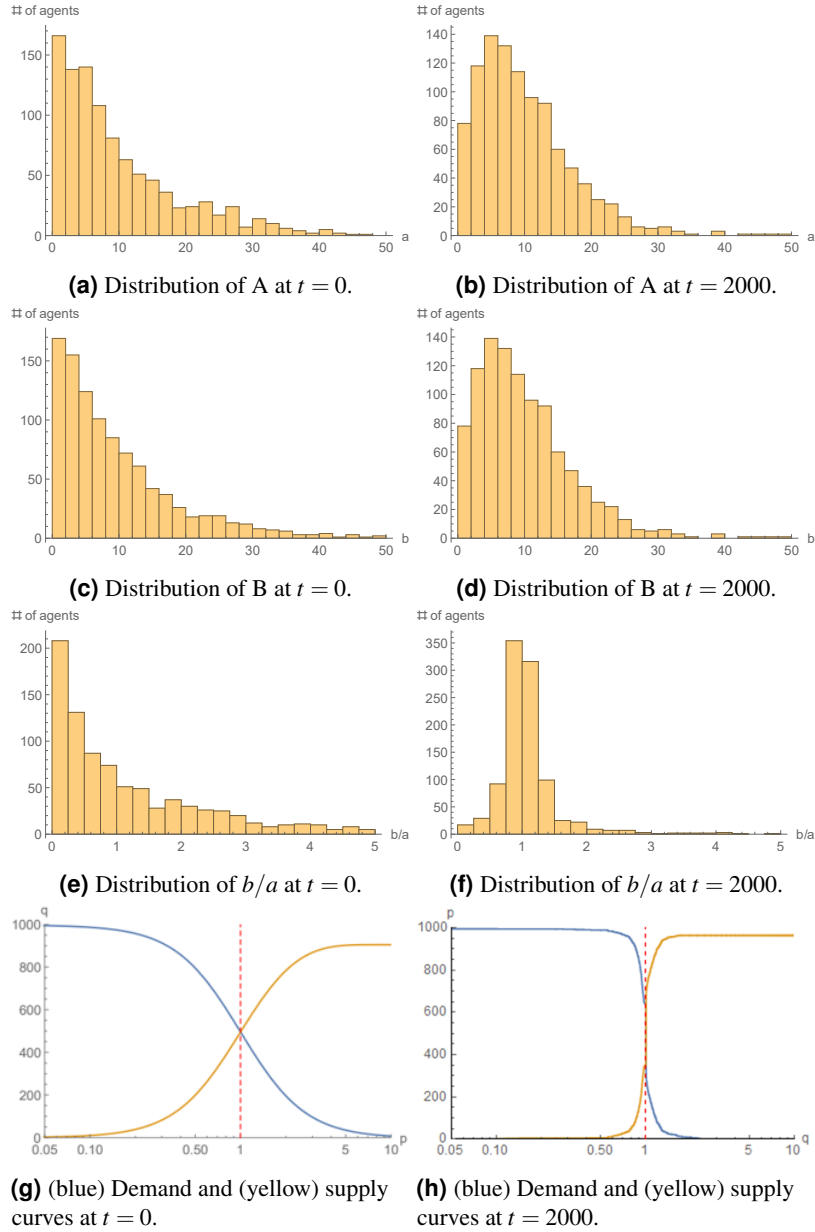 # of agents
150
100
50
0
0 10 20 30 40 50 a
(a) Distribution of A at t = 0.
# of agents
140
120
100
80
60
40
20
0
0 10 20 30 40 50
(b) Distribution of A at t = 2000.
# of agents
150
100
50
0
0 10 20 30 40 50 b
(c) Distribution of B at t = 0.
# of agents
140
120
100
80
60
40
20
0
0 10 20 30 40 50
(d) Distribution of B at t = 2000.
# of agents
200
150
100
50
0
0 1 2 3 4 5 b/a
(e) Distribution of b/a at t = 0.
# of agents
350
300
250
200
150
100
50
0
0 1 2 3 4 5 b/a
(f) Distribution of b/a at t = 2000.
q
1000
800
600
400
200
0
0.05 0.10 0.50 1 5 10 p
(g) (blue) Demand and (yellow) supply
curves at t = 0.
p
1000
800
600
400
200
0
0.05 0.10 0.50 1 5 10 q
(h) (blue) Demand and (yellow) supply
curves at t = 2000.